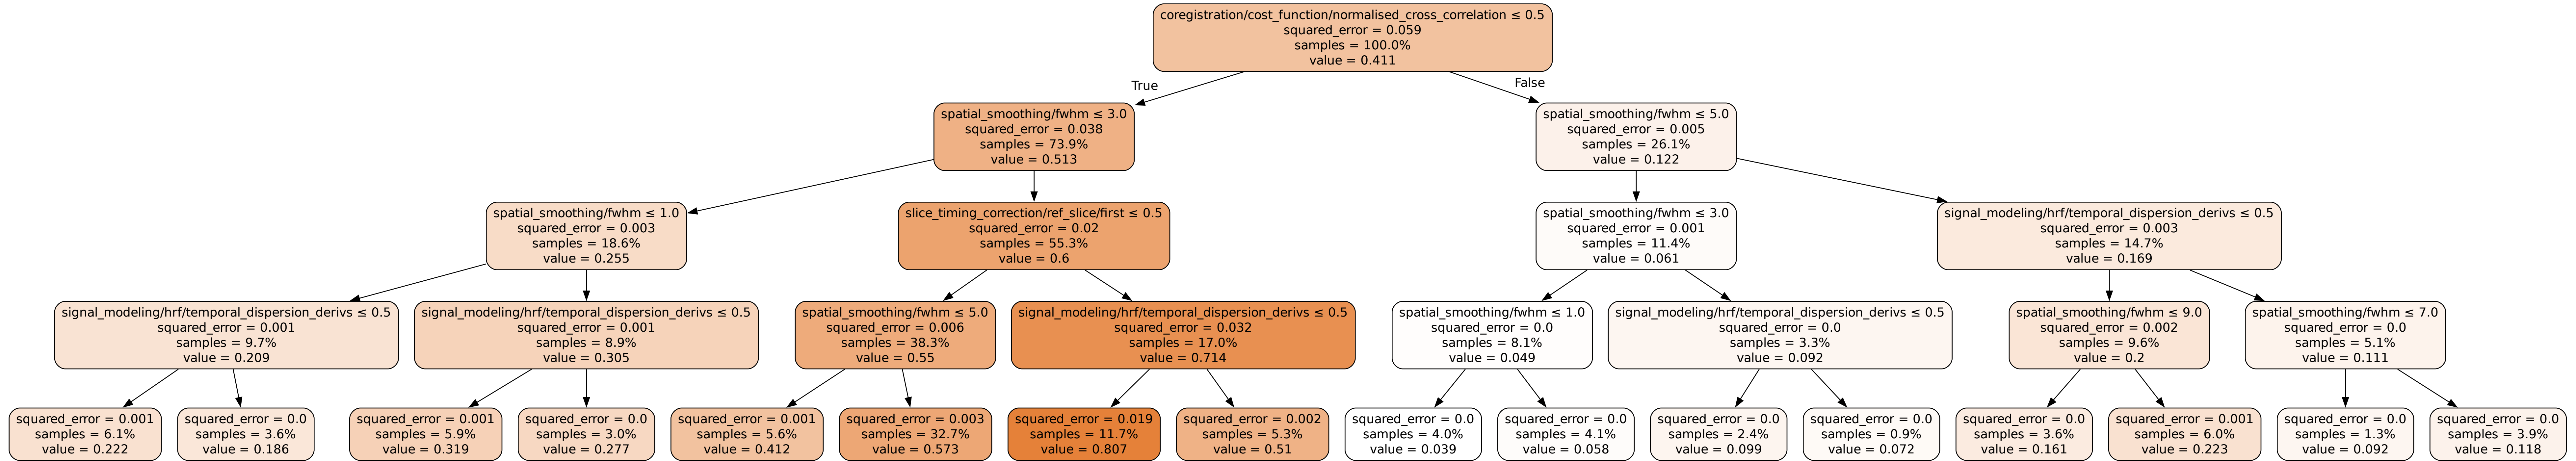 coregistration/cost_function/normalised_cross_correlation ≤ 0.5
squared_error = 0.059
samples = 100.0%
value = 0.411
True
False
spatial_smoothing/fwhm ≤ 3.0
squared_error = 0.038
samples = 73.9%
value = 0.513
spatial_smoothing/fwhm ≤ 5.0
squared_error = 0.005
samples = 26.1%
value = 0.122
spatial_smoothing/fwhm ≤ 1.0
squared_error = 0.003
samples = 18.6%
value = 0.255
slice_timing_correction/ref_slice/first ≤ 0.5
squared_error = 0.02
samples = 55.3%
value = 0.6
spatial_smoothing/fwhm ≤ 3.0
squared_error = 0.001
samples = 11.4%
value = 0.061
signal_modeling/hrf/temporal_dispersion_derivs ≤ 0.5
squared_error = 0.003
samples = 14.7%
value = 0.169
signal_modeling/hrf/temporal_dispersion_derivs ≤ 0.5
squared_error = 0.001
samples = 9.7%
value = 0.209
signal_modeling/hrf/temporal_dispersion_derivs ≤ 0.5
squared_error = 0.001
samples = 8.9%
value = 0.305
spatial_smoothing/fwhm ≤ 5.0
squared_error = 0.006
samples = 38.3%
value = 0.55
signal_modeling/hrf/temporal_dispersion_derivs ≤ 0.5
squared_error = 0.032
samples = 17.0%
value = 0.714
spatial_smoothing/fwhm ≤ 1.0
squared_error = 0.0
samples = 8.1%
value = 0.049
signal_modeling/hrf/temporal_dispersion_derivs ≤ 0.5
squared_error = 0.0
samples = 3.3%
value = 0.092
spatial_smoothing/fwhm ≤ 9.0
squared_error = 0.002
samples = 9.6%
value = 0.2
spatial_smoothing/fwhm ≤ 7.0
squared_error = 0.0
samples = 5.1%
value = 0.111
squared_error = 0.001
samples = 6.1%
value = 0.222
squared_error = 0.0
samples = 3.6%
value = 0.186
squared_error = 0.001
samples = 5.9%
value = 0.319
squared_error = 0.0
samples = 3.0%
value = 0.277
squared_error = 0.001
samples = 5.6%
value = 0.412
squared_error = 0.003
samples = 32.7%
value = 0.573
squared_error = 0.019
samples = 11.7%
value = 0.807
squared_error = 0.002
samples = 5.3%
value = 0.51
squared_error = 0.0
samples = 4.0%
value = 0.039
squared_error = 0.0
samples = 4.1%
value = 0.058
squared_error = 0.0
samples = 2.4%
value = 0.099
squared_error = 0.0
samples = 0.9%
value = 0.072
squared_error = 0.0
samples = 3.6%
value = 0.161
squared_error = 0.001
samples = 6.0%
value = 0.223
squared_error = 0.0
samples = 1.3%
value = 0.092
squared_error = 0.0
samples = 3.9%
value = 0.118